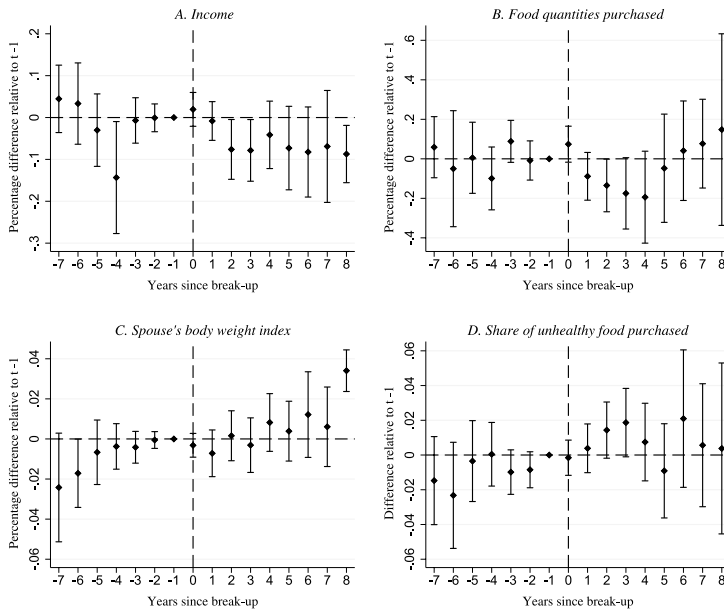 A. Income
Percentage difference relative to t -1
.2
.1
0
-.1
-.2
-.3
-7 -6 -5 -4 -3 -2 -1 0 1 2 3 4 5 6 7 8
Years since break-up
B. Food quantities purchased
Percentage difference relative to t -1
.6
.4
.2
0
-.2
-.4
-7 -6 -5 -4 -3 -2 -1 0 1 2 3 4 5 6 7 8
Years since break-up
C. Spouse's body weight index
Percentage difference relative to t -1
.04
.02
0
-.02
-.04
-.06
-7 -6 -5 -4 -3 -2 -1 0 1 2 3 4 5 6 7 8
Years since break-up
D. Share of unhealthy food purchased
Difference relative to t -1
.06
.04
.02
0
-.02
-.04
-.06
-7 -6 -5 -4 -3 -2 -1 0 1 2 3 4 5 6 7 8
Years since break-up